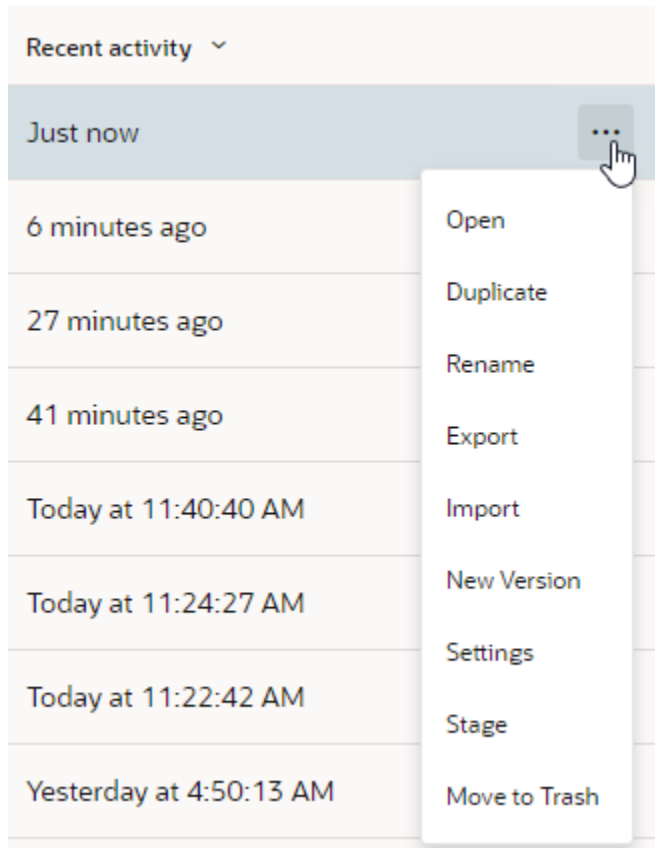 Recent activity
Just now
6 minutes ago
27 minutes ago
41 minutes ago
Today at 11:40:40 AM
Today at 11:24:27 AM
Today at 11:22:42 AM
Yesterday at 4:50:13 AM
Open
Duplicate
Rename
Export
Import
New Version
Settings
Stage
Move to Trash